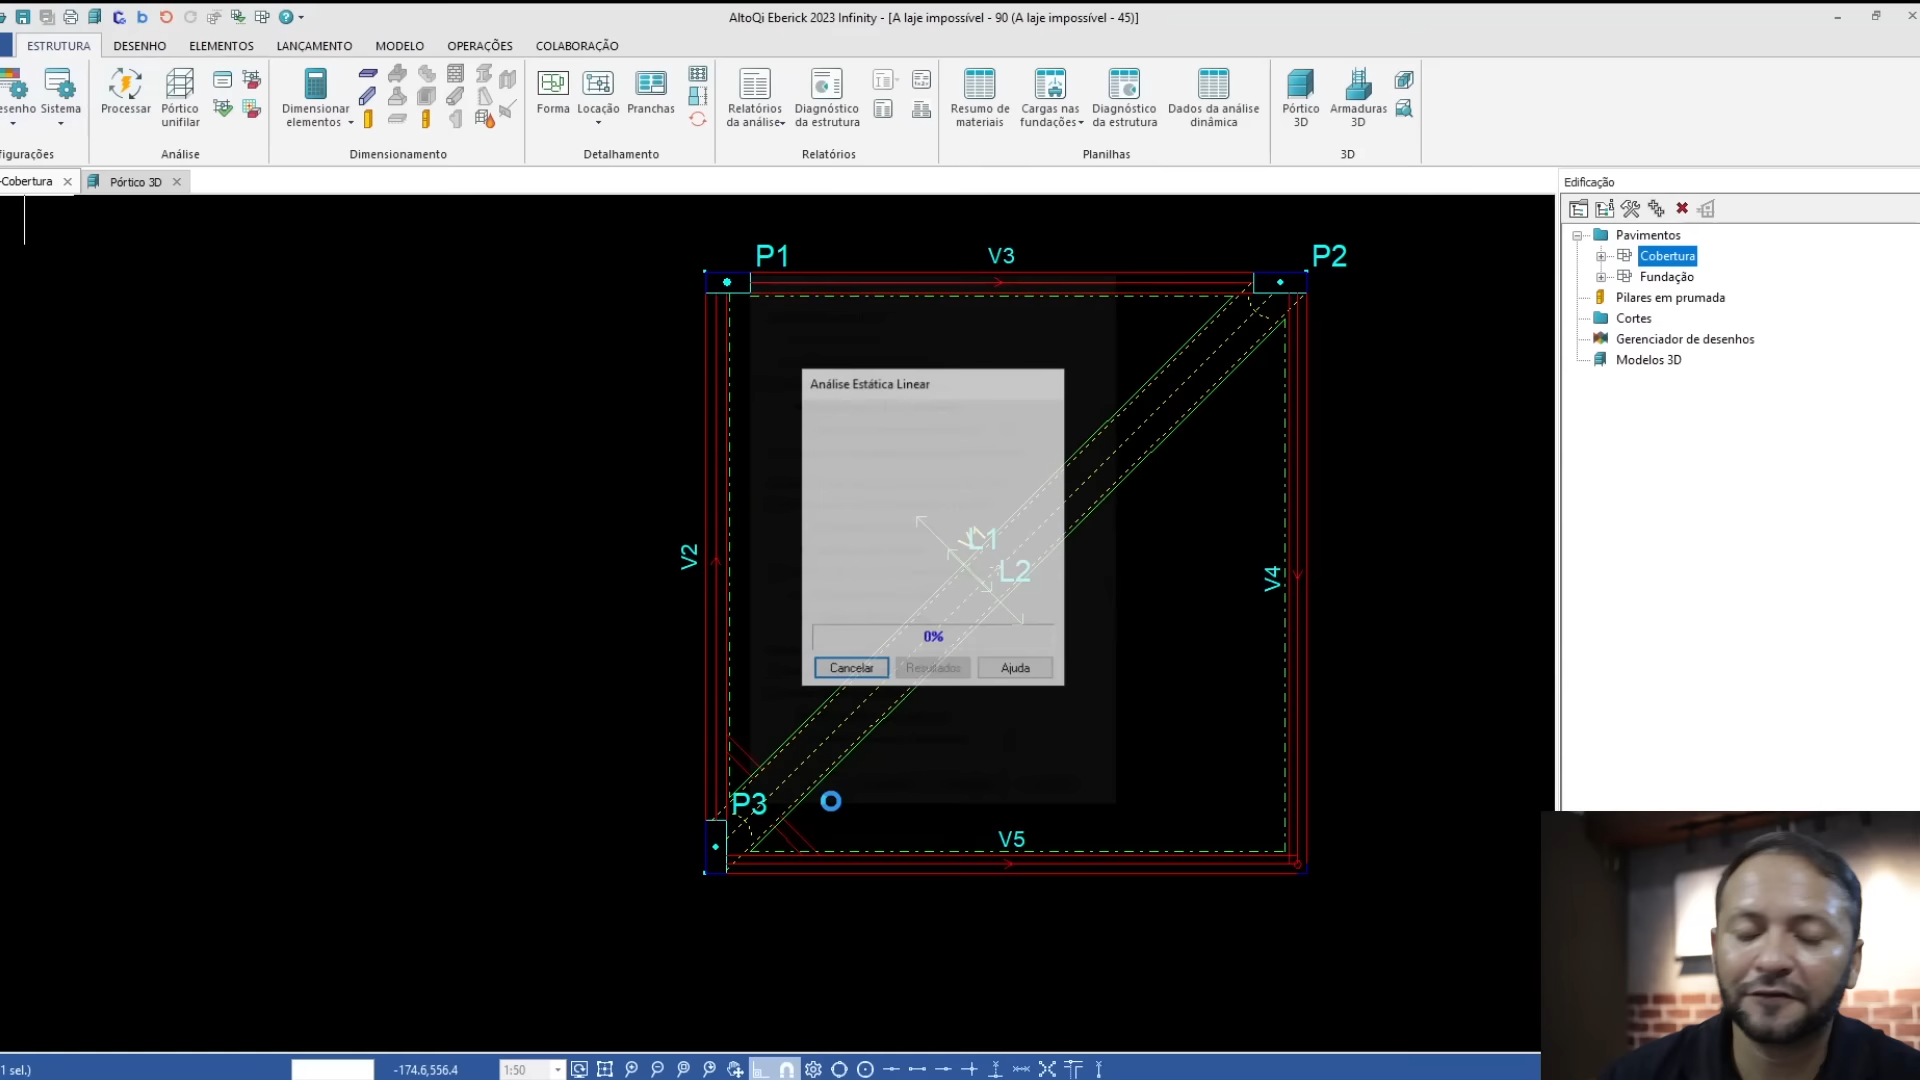 AltoQi Eberick 2023 Infinity - [A laje impossível - 90 (A laje impossível - 45)]
ESTRUTURA DESENHO ELEMENTOS LANÇAMENTO MODELO OPERAÇÕES COLABORAÇÃO
esenho Sistema Processar Pórtico unifilar Dimensionar elementos Forma Locação Pranchas Relatórios da análise Diagnóstico da estrutura Resumo de materiais Cargas nas fundações Diagnóstico da estrutura Dados da análise dinâmica Pórtico 3D Armaduras 3D
figurações Análise Dimensionamento Detalhamento Relatórios Planilhas 3D
-Cobertura Pórtico 3D
Edificação
Pavimentos
Cobertura
Fundação
Pilares em prumada
Cortes
Gerenciador de desenhos
Modelos 3D
P1 V3 P2
Análise Estática Linear
V2
L1
L2
V4
0%
Cancelar Resultados Ajuda
P3
V5
1 sel.) -174.6,556.4 1:50